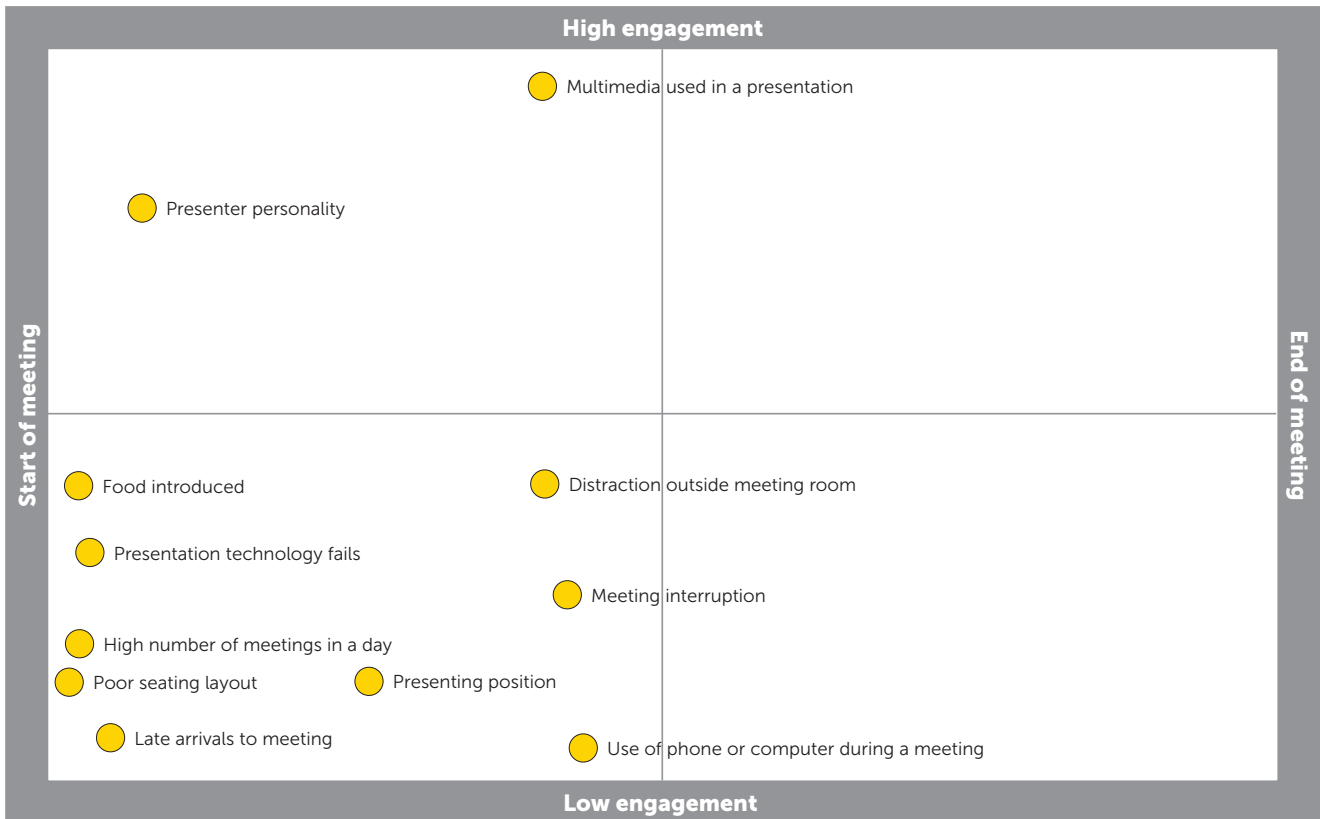 High engagement
Multimedia used in a presentation
Presenter personality
Start of meeting
End of meeting
Food introduced
Distraction outside meeting room
Presentation technology fails
Meeting interruption
High number of meetings in a day
Poor seating layout
Presenting position
Late arrivals to meeting
Use of phone or computer during a meeting
Low engagement